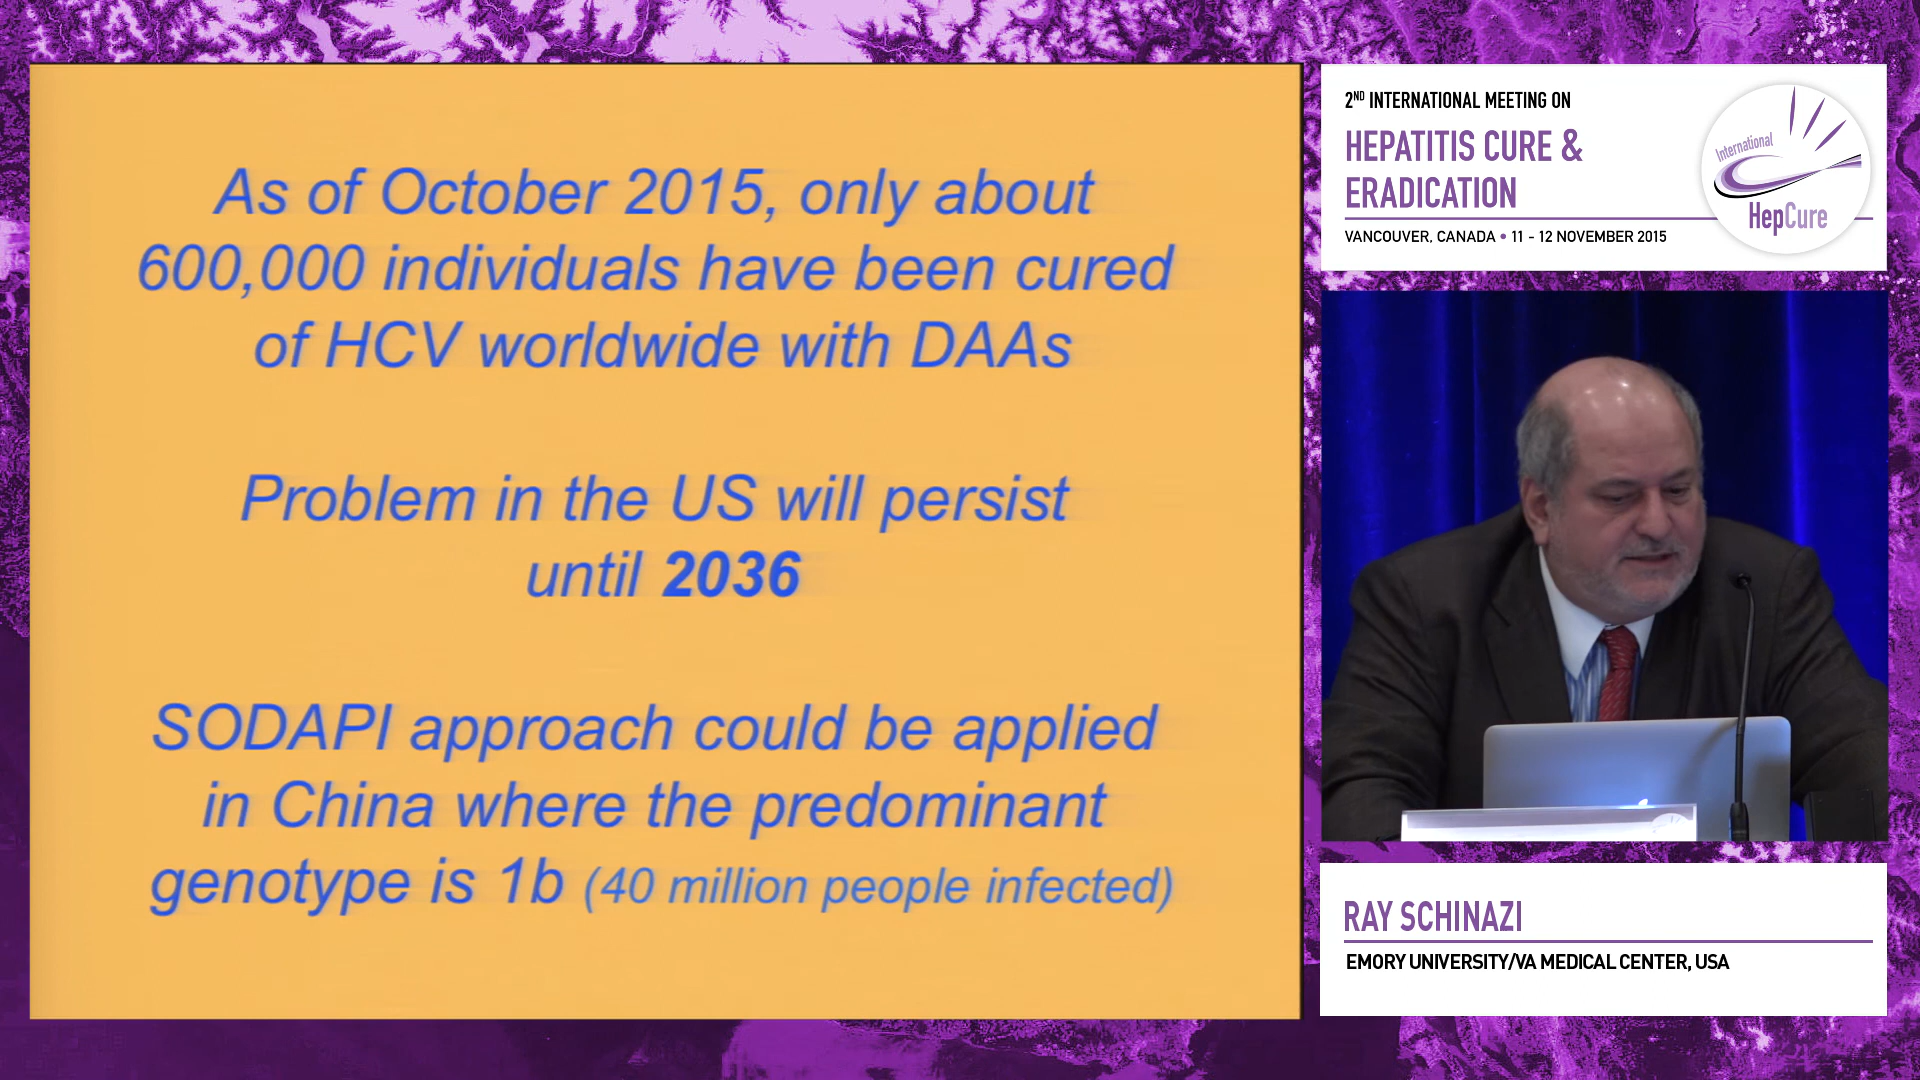 As of October 2015, only about
600,000 individuals have been cured
of HCV worldwide with DAAs
Problem in the US will persist
until 2036
SODAPI approach could be applied
in China where the predominant
genotype is 1b (40 million people infected)
2ND INTERNATIONAL MEETING ON
HEPATITIS CURE &
ERADICATION
VANCOUVER, CANADA • 11 - 12 NOVEMBER 2015
International
HepCure
RAY SCHINAZI
EMORY UNIVERSITY/VA MEDICAL CENTER, USA